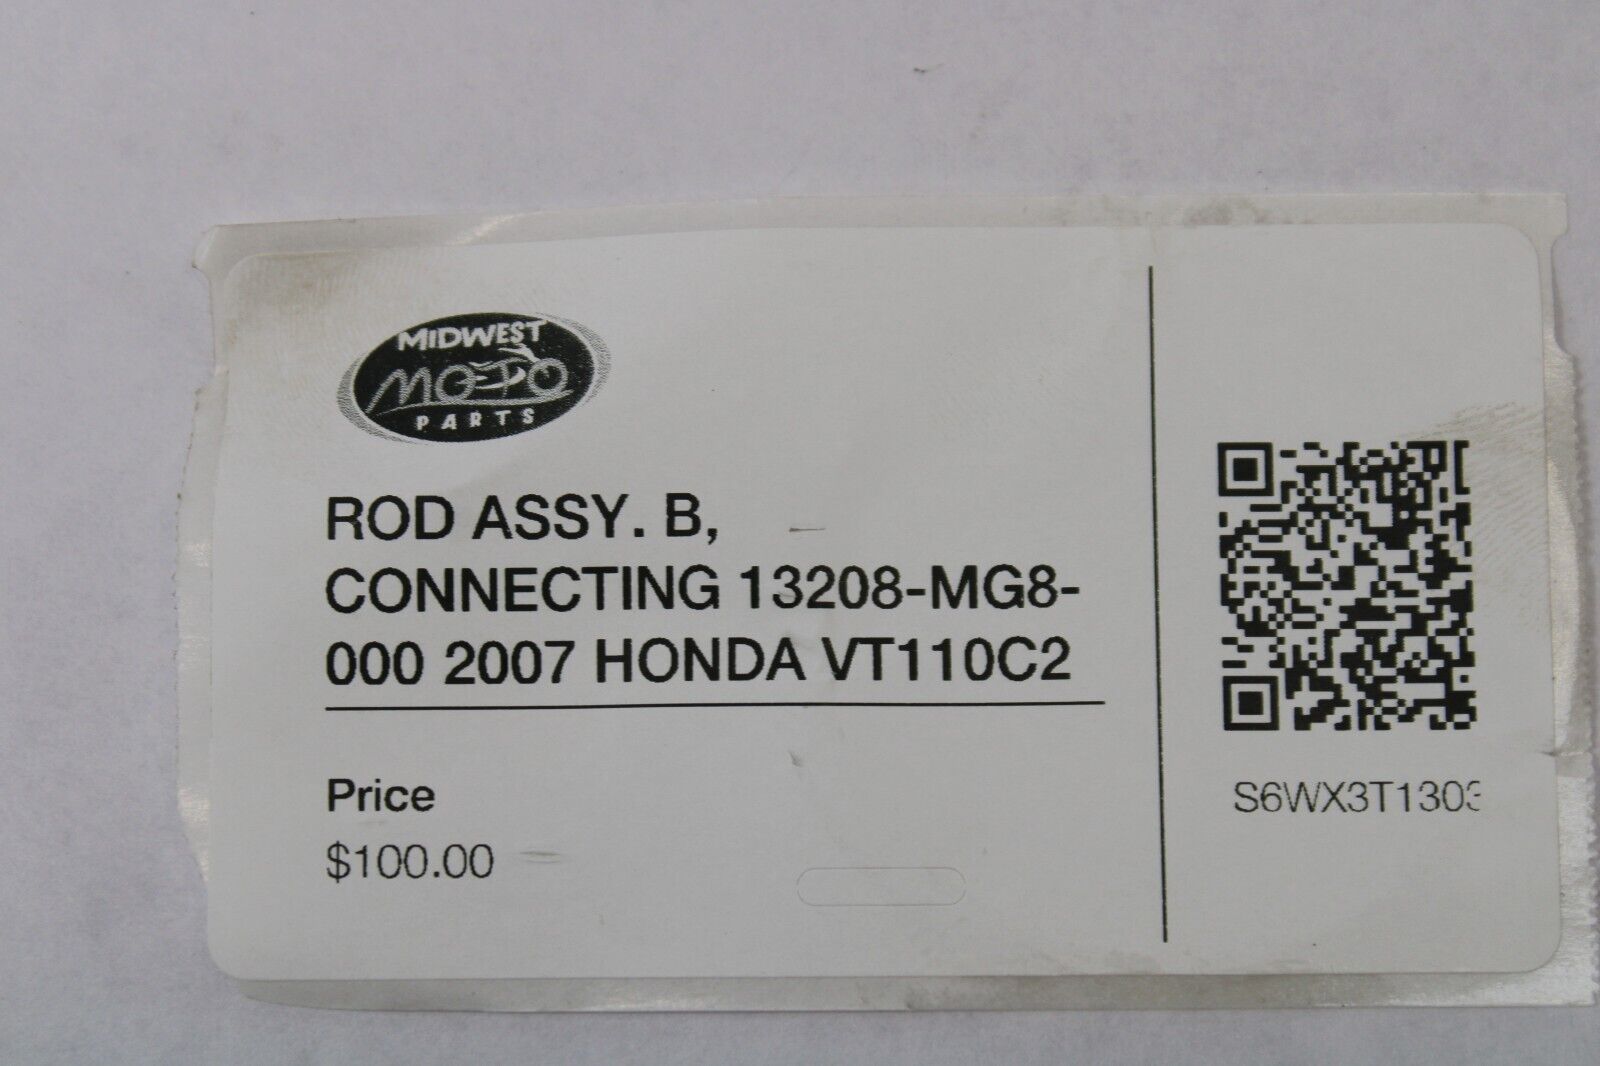 MIDWEST
MOTO
PARTS
ROD ASSY. B,
CONNECTING 13208-MG8-
000 2007 HONDA VT110C2
Price
$100.00
S6WX3T1303